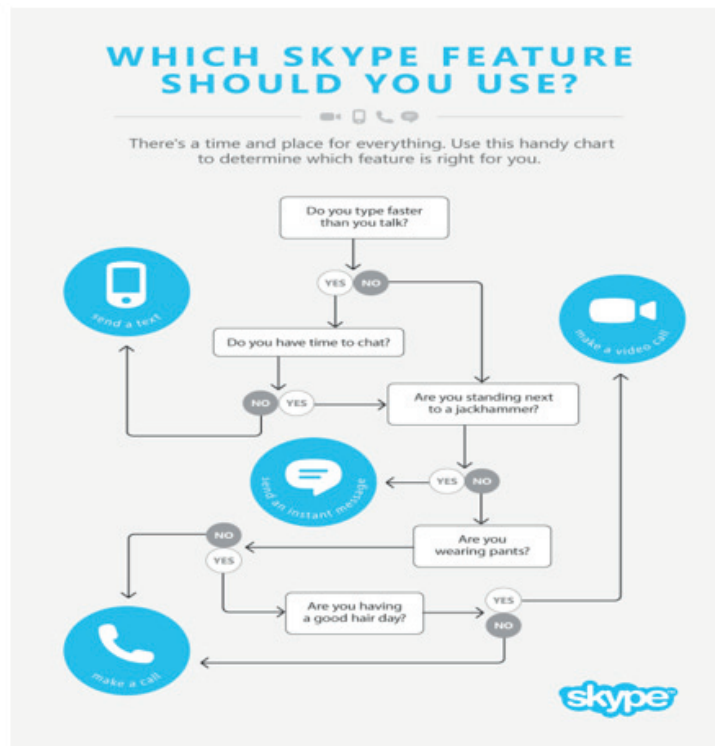 WHICH SKYPE FEATURE
SHOULD YOU USE?
There's a time and place for everything. Use this handy chart
to determine which feature is right for you.
Do you type faster
than you talk?
YES NO
send a text
make a video call
Do you have time to chat?
NO YES
Are you standing next
to a jackhammer?
send an instant message
YES NO
Are you
wearing pants?
NO
YES
Are you having
a good hair day?
YES
NO
make a call
skype